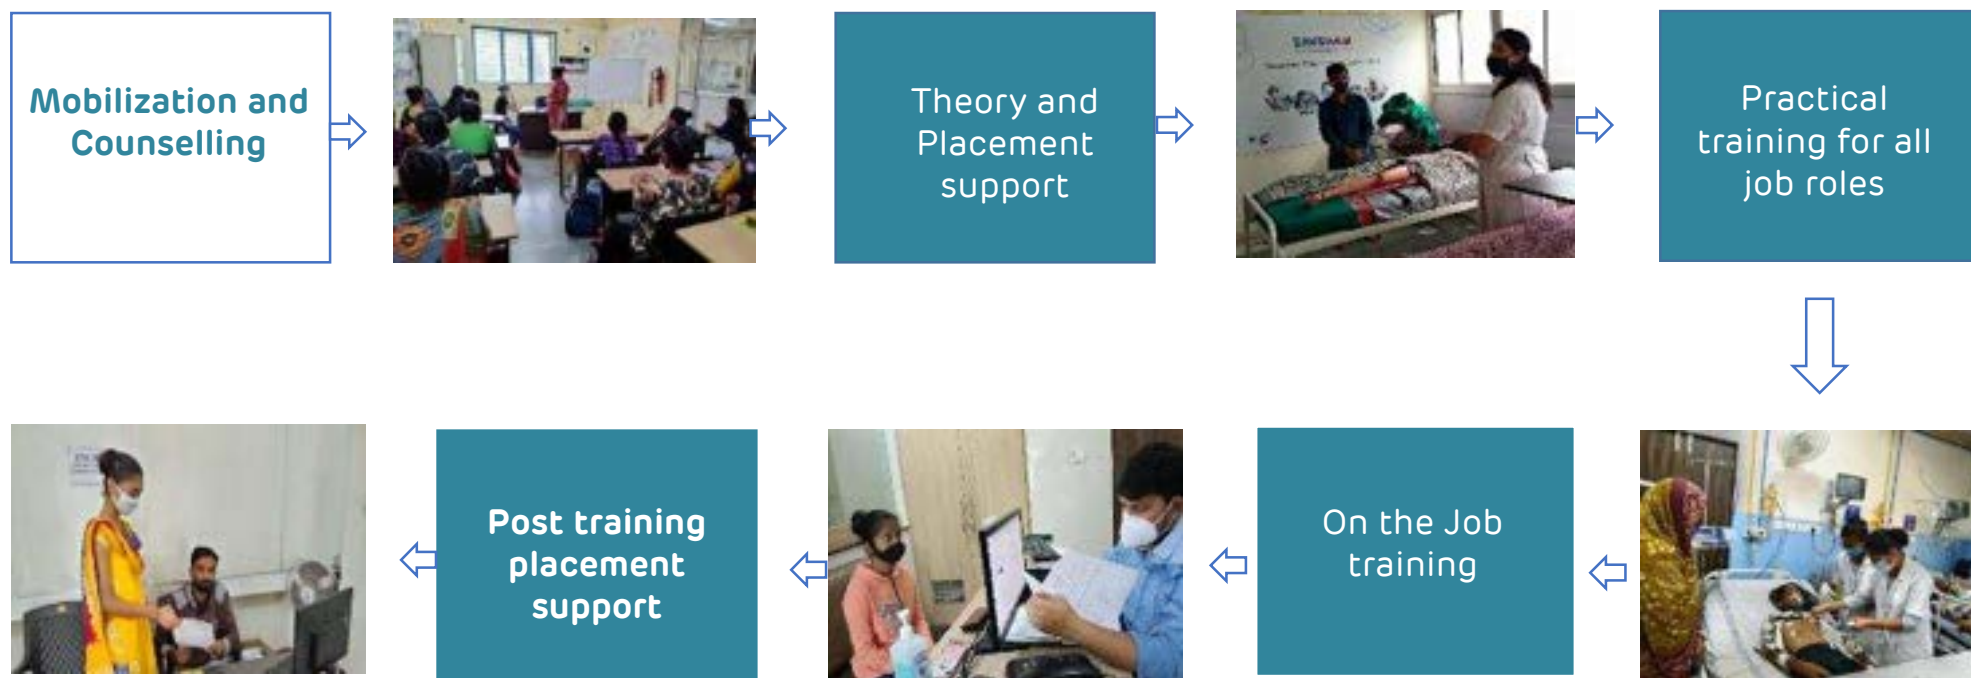 Mobilization and
Counselling
Theory and
Placement
support
Practical
training for all
job roles
On the Job
training
Post training
placement
support